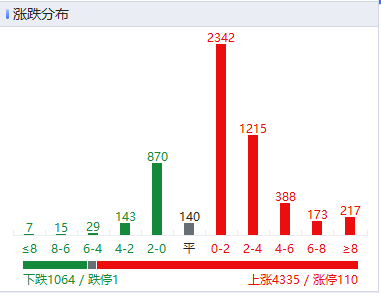 涨跌分布
7 15 29 143 870 140 2342 1215 388 173 217
≤8 8-6 6-4 4-2 2-0 平 0-2 2-4 4-6 6-8 ≥8
下跌1064 / 跌停1 上涨4335 / 涨停110